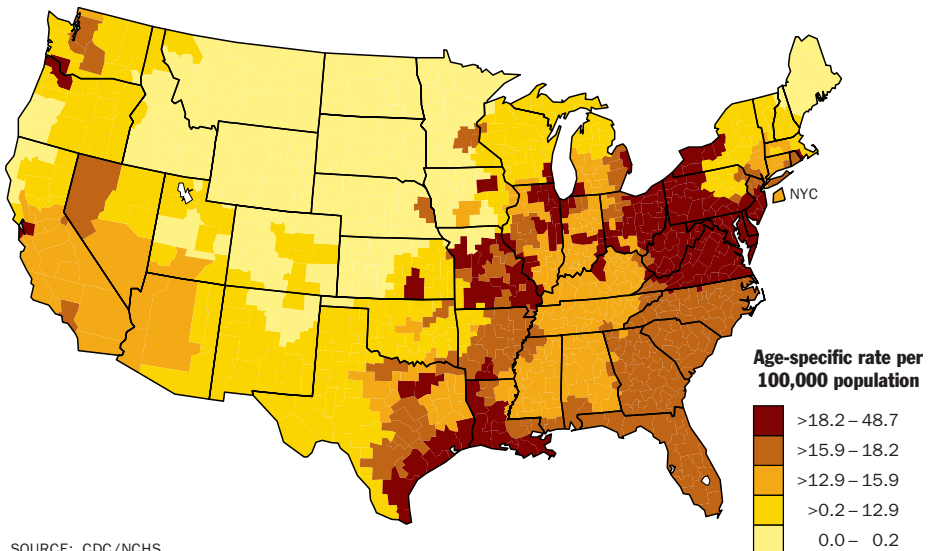 NYC
Age-specific rate per
100,000 population
>18.2 – 48.7
>15.9 – 18.2
>12.9 – 15.9
>0.2 – 12.9
0.0 – 0.2
SOURCE: CDC/NCHS